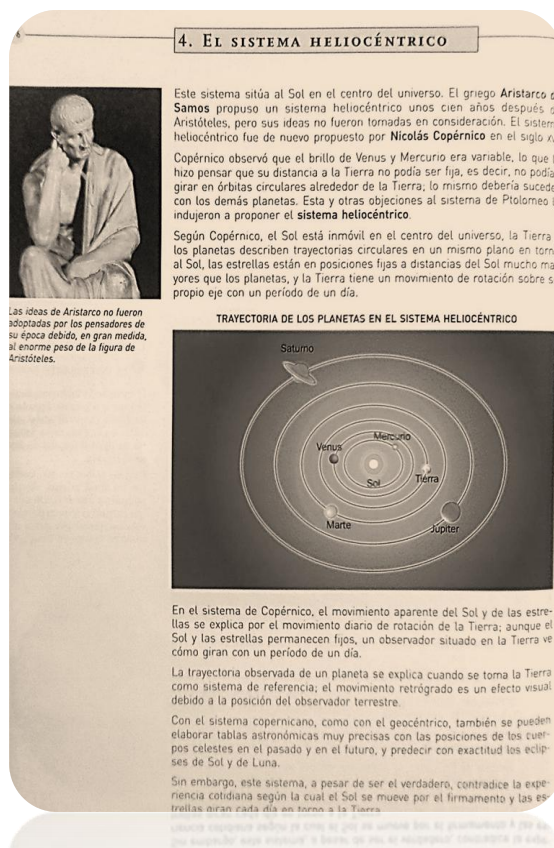 6
4. EL SISTEMA HELIOCÉNTRICO
Este sistema sitúa al Sol en el centro del universo. El griego Aristarco
Samos propuso un sistema heliocéntrico unos cien años después
Aristóteles, pero sus ideas no fueron tomadas en consideración. El
heliocéntrico fue de nuevo propuesto por Nicolás Copérnico en el siglo
Copérnico observó que el brillo de Venus y Mercurio era variable, lo que
hizo pensar que su distancia a la Tierra no podía ser fija, es decir, no podía
girar en órbitas circulares alrededor de la Tierra; lo mismo debería
con los demás planetas. Esta y otras objeciones al sistema de Ptolomeo
indujeron a proponer el sistema heliocéntrico.
Según Copérnico, el Sol está inmóvil en el centro del universo, la Tierra
los planetas describen trayectorias circulares en un mismo plano en
al Sol, las estrellas están en posiciones fijas a distancias del Sol mucho ma
yores que los planetas, y la Tierra tiene un movimiento de rotación sobre
propio eje con un período de un día.
Las ideas de Aristarco no fueron
adoptadas por los pensadores de
su época debido, en gran medida,
al enorme peso de la figura de
Aristóteles.
TRAYECTORIA DE LOS PLANETAS EN EL SISTEMA HELIOCÉNTRICO
Saturno
Mercurio
Venus
Sol
Tierra
Marte
Júpiter
En el sistema de Copérnico, el movimiento aparente del Sol y de las estre-
llas se explica por el movimiento diario de rotación de la Tierra; aunque el
Sol y las estrellas permanecen fijos, un observador situado en la Tierra ve
cómo giran con un período de un día.
La trayectoria observada de un planeta se explica cuando se toma la Tierra
como sistema de referencia; el movimiento retrógrado es un efecto visual
debido a la posición del observador terrestre.
Con el sistema copernicano, como con el geocéntrico, también se pueden
elaborar tablas astronómicas muy precisas con las posiciones de los cuer-
pos celestes en el pasado y en el futuro, y predecir con exactitud los eclip-
ses de Sol y de Luna.
Sin embargo, este sistema, a pesar de ser el verdadero, contradice la expe-
riencia cotidiana según la cual el Sol se mueve por el firmamento y las es-
trellas giran cada día en torno a la Tierra